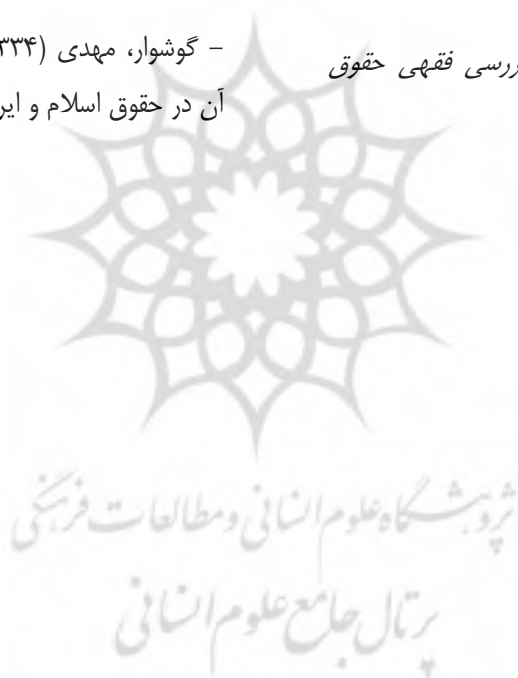 - گوشوار، مهدی (۳۳۴
آن در حقوق اسلام و ایر
ررسی فقهی حقوق
پژوهشگاه علوم انسانی و مطالعات فرهنگی
پرتال جامع علوم انسانی